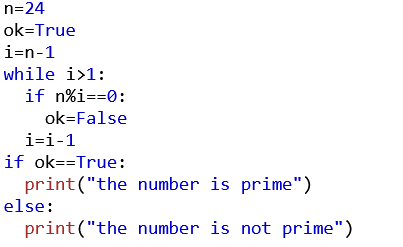 n=24
ok=True
i=n-1
while i>1:
  if n%i==0:
    ok=False
  i=i-1
if ok==True:
  print("the number is prime")
else:
  print("the number is not prime")